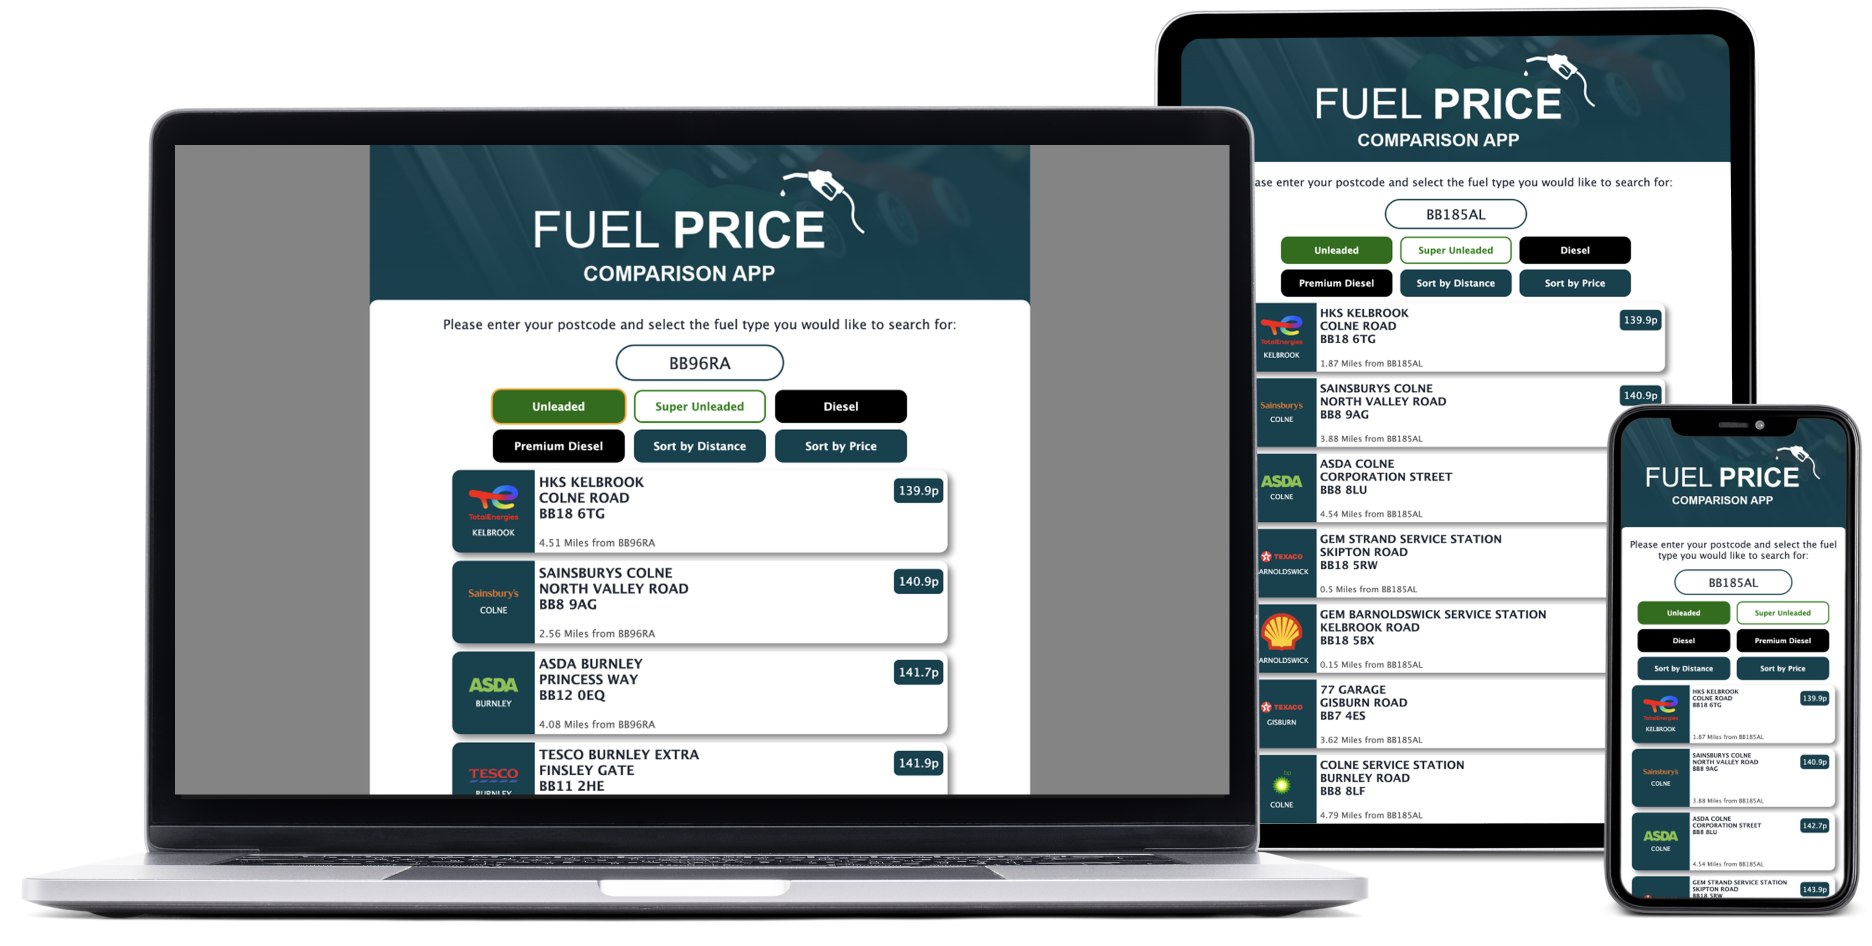 FUEL PRICE
COMPARISON APP
Please enter your postcode and select the fuel type you would like to search for:
BB96RA
Unleaded
Super Unleaded
Diesel
Premium Diesel
Sort by Distance
Sort by Price
TotalEnergies
KELBROOK
HKS KELBROOK
COLNE ROAD
BB18 6TG
4.51 Miles from BB96RA
139.9p
Sainsbury's
COLNE
SAINSBURYS COLNE
NORTH VALLEY ROAD
BB8 9AG
2.56 Miles from BB96RA
140.9p
ASDA
BURNLEY
ASDA BURNLEY
PRINCESS WAY
BB12 0EQ
4.08 Miles from BB96RA
141.7p
TESCO
BURNLEY
TESCO BURNLEY EXTRA
FINSLEY GATE
BB11 2HE
141.9p
FUEL PRICE
COMPARISON APP
ase enter your postcode and select the fuel type you would like to search for:
BB185AL
Unleaded
Super Unleaded
Diesel
Premium Diesel
Sort by Distance
Sort by Price
TotalEnergies
KELBROOK
HKS KELBROOK
COLNE ROAD
BB18 6TG
1.87 Miles from BB185AL
139.9p
Sainsbury's
COLNE
SAINSBURYS COLNE
NORTH VALLEY ROAD
BB8 9AG
3.88 Miles from BB185AL
140.9p
ASDA
COLNE
ASDA COLNE
CORPORATION STREET
BB8 8LU
4.54 Miles from BB185AL
TEXACO
ARNOLDSWICK
GEM STRAND SERVICE STATION
SKIPTON ROAD
BB18 5RW
0.5 Miles from BB185AL
ARNOLDSWICK
GEM BARNOLDSWICK SERVICE STATION
KELBROOK ROAD
BB18 5BX
0.15 Miles from BB185AL
TEXACO
GISBURN
77 GARAGE
GISBURN ROAD
BB7 4ES
3.62 Miles from BB185AL
bp
COLNE
COLNE SERVICE STATION
BURNLEY ROAD
BB8 8LF
4.79 Miles from BB185AL
FUEL PRICE
COMPARISON APP
Please enter your postcode and select the fuel
type you would like to search for:
BB185AL
Unleaded
Super Unleaded
Diesel
Premium Diesel
Sort by Distance
Sort by Price
TotalEnergies
KELBROOK
HKS KELBROOK
COLNE ROAD
BB18 6TG
1.87 Miles from BB185AL
139.9p
Sainsbury's
COLNE
SAINSBURYS COLNE
NORTH VALLEY ROAD
BB8 9AG
3.88 Miles from BB185AL
140.9p
ASDA
COLNE
ASDA COLNE
CORPORATION STREET
BB8 8LU
4.54 Miles from BB185AL
142.7p
GEM STRAND SERVICE STATION
SKIPTON ROAD
BB18 5RW
143.9p